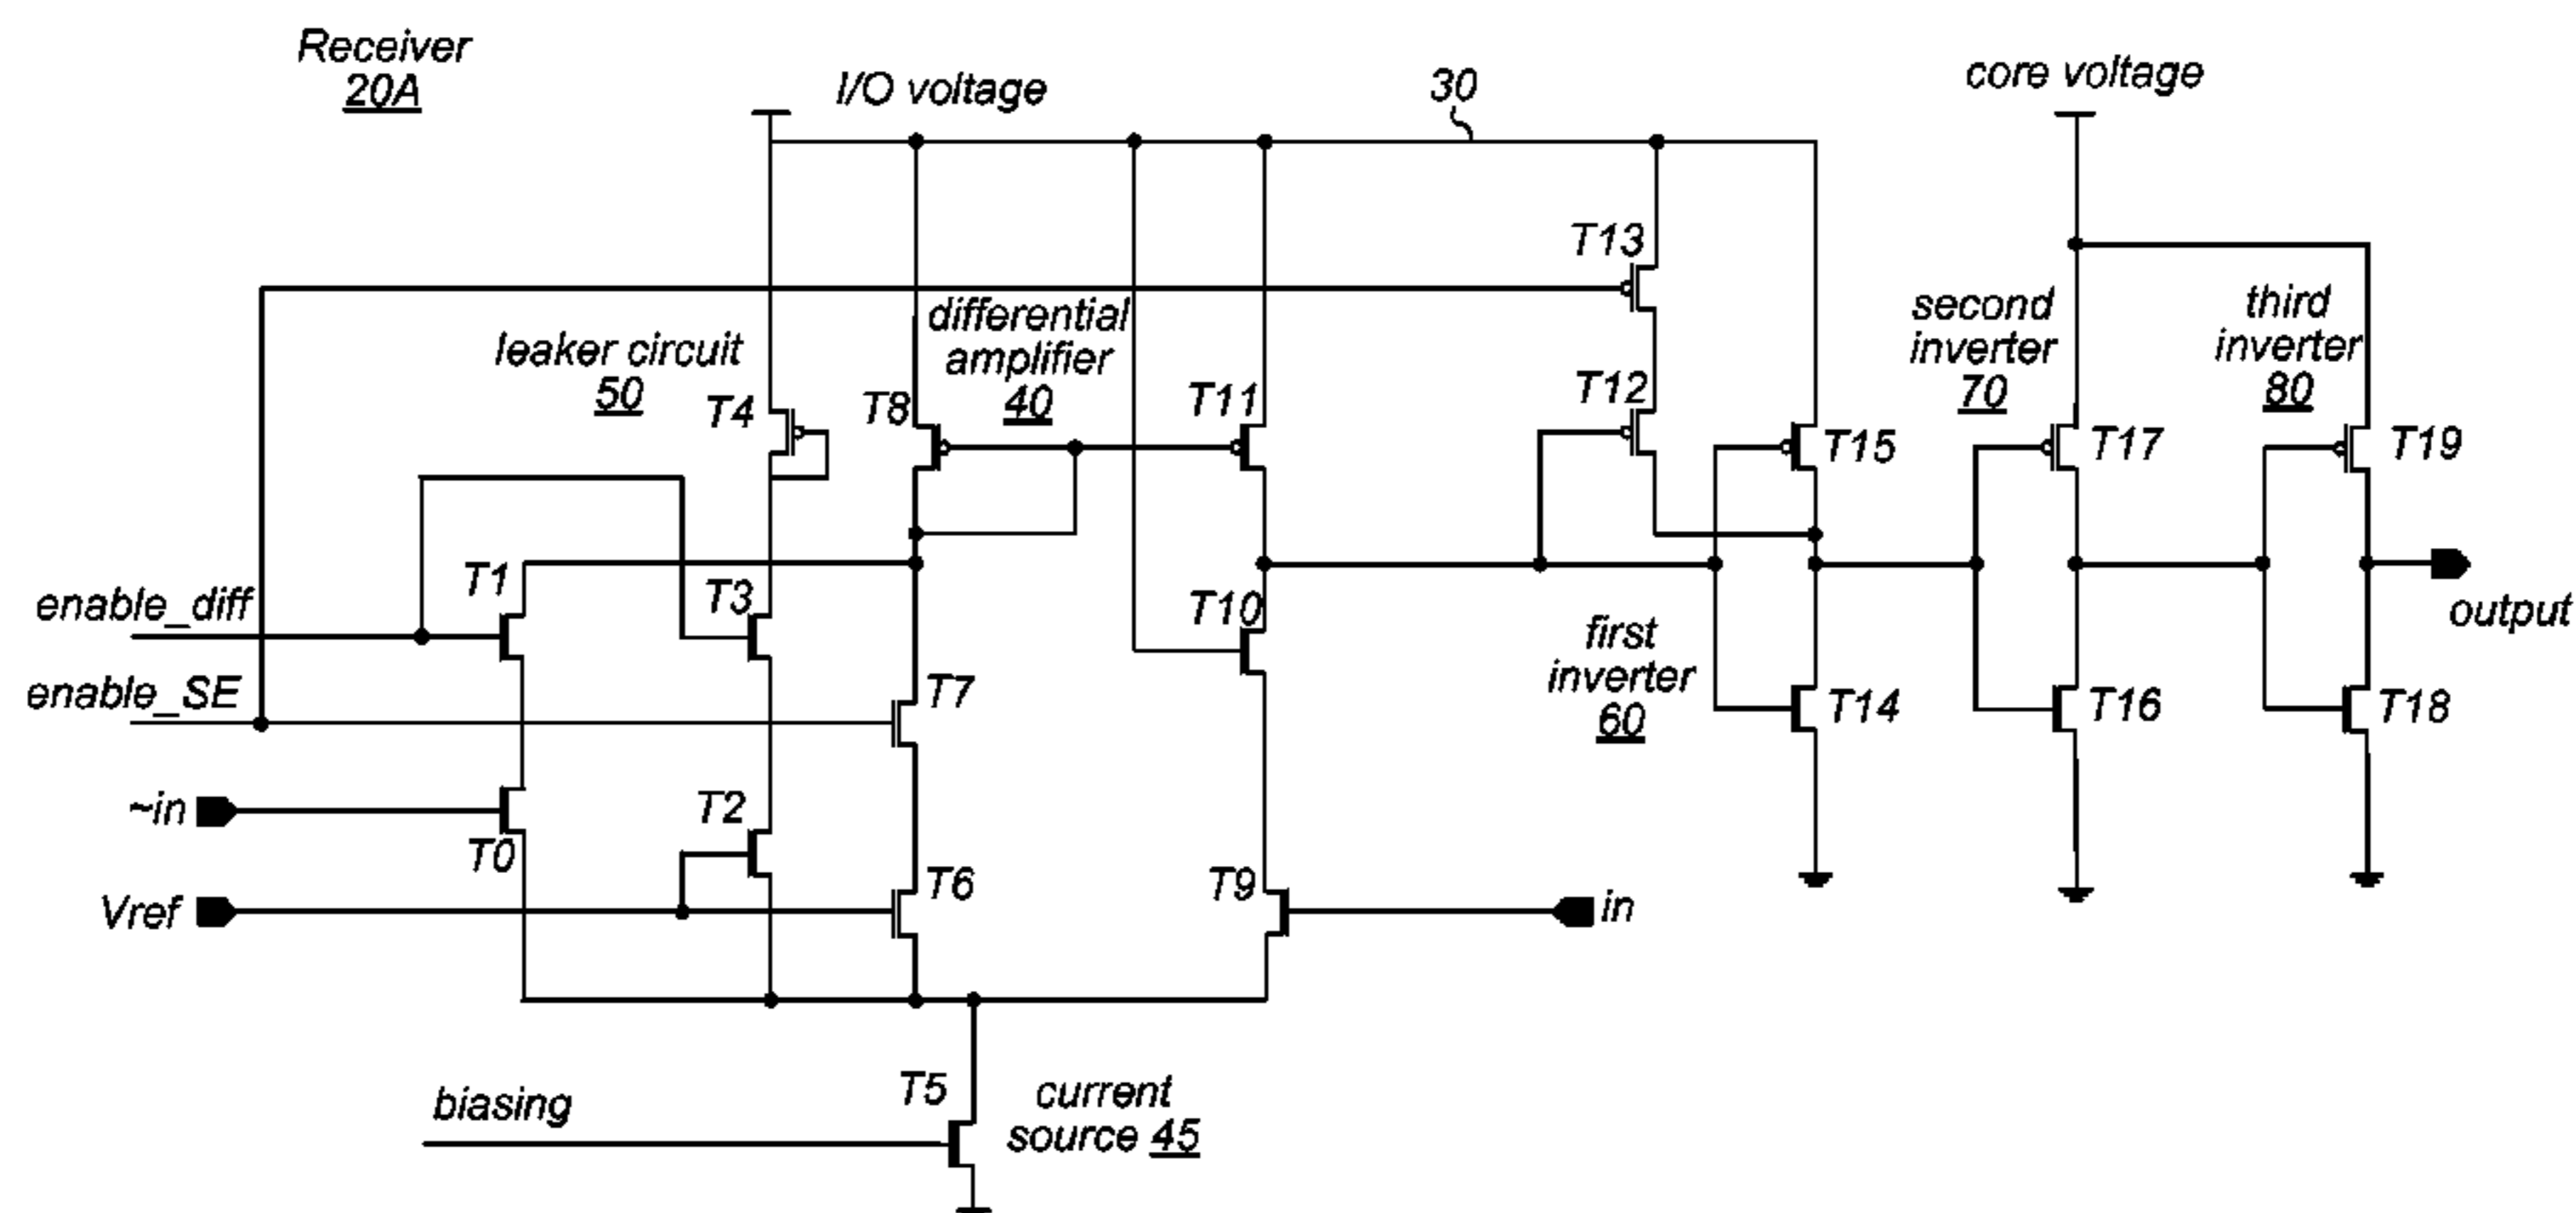 Receiver
20A
I/O voltage
30
core voltage
T13
differential
amplifier
40
leaker circuit
50
second
inverter
70
third
inverter
80
T4
T8
T11
T12
T15
T17
T19
T1
T3
T10
enable_diff
output
first
inverter
60
enable_SE
T7
T14
T16
T18
~in
T0
T2
T6
T9
Vref
in
biasing
T5
current
source 45